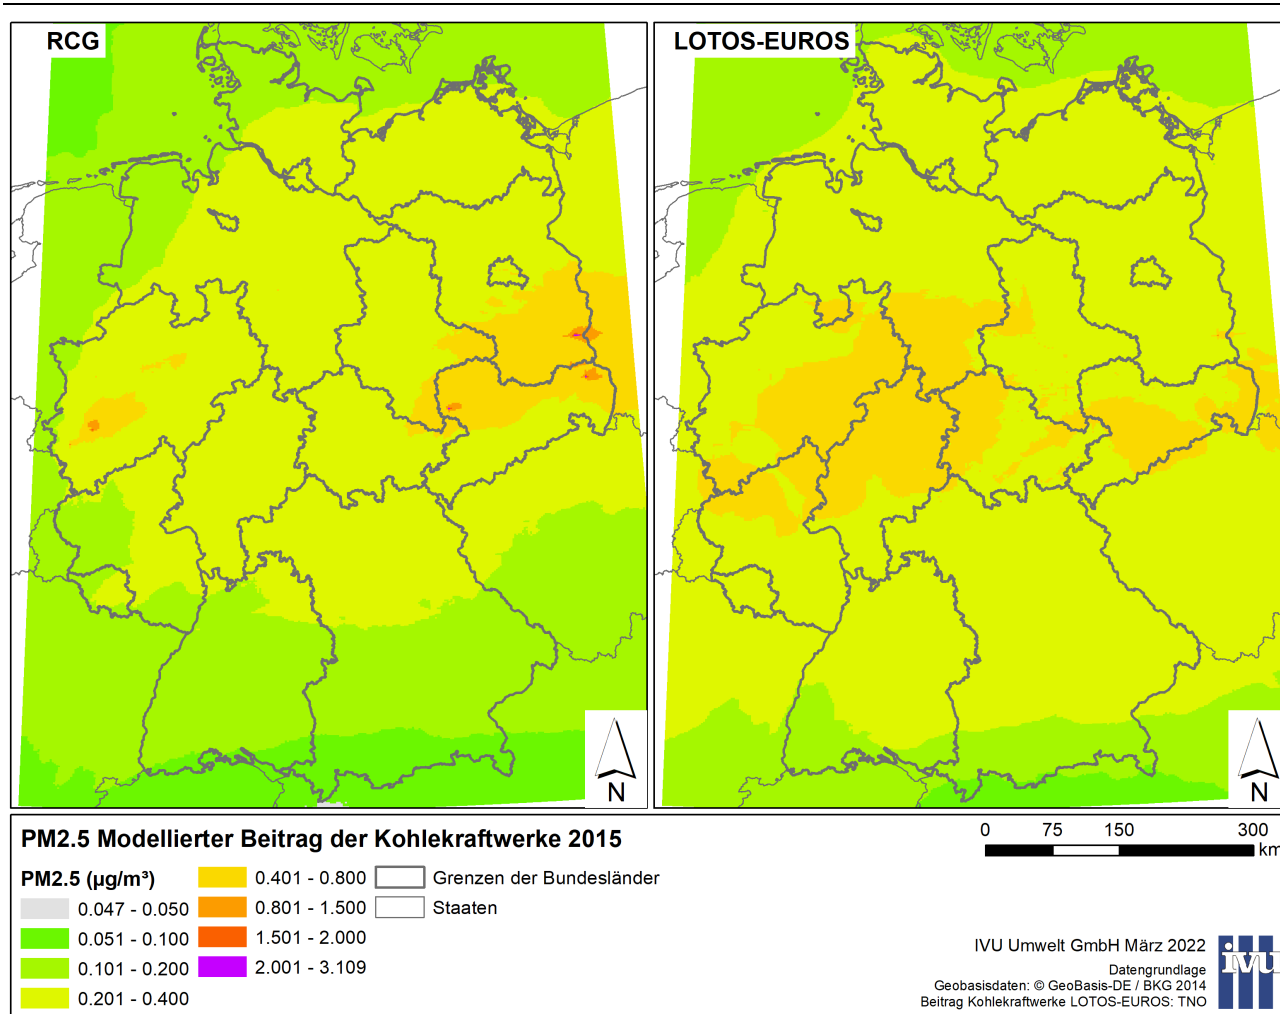 RCG
LOTOS-EUROS
N
N
PM2.5 Modellierter Beitrag der Kohlekraftwerke 2015
PM2.5 (µg/m³)
0.047 - 0.050
0.051 - 0.100
0.101 - 0.200
0.201 - 0.400
0.401 - 0.800
0.801 - 1.500
1.501 - 2.000
2.001 - 3.109
Grenzen der Bundesländer
Staaten
0 75 150 300
km
IVU Umwelt GmbH März 2022
Datengrundlage
Geobasisdaten: © GeoBasis-DE / BKG 2014
Beitrag Kohlekraftwerke LOTOS-EUROS: TNO
ivu